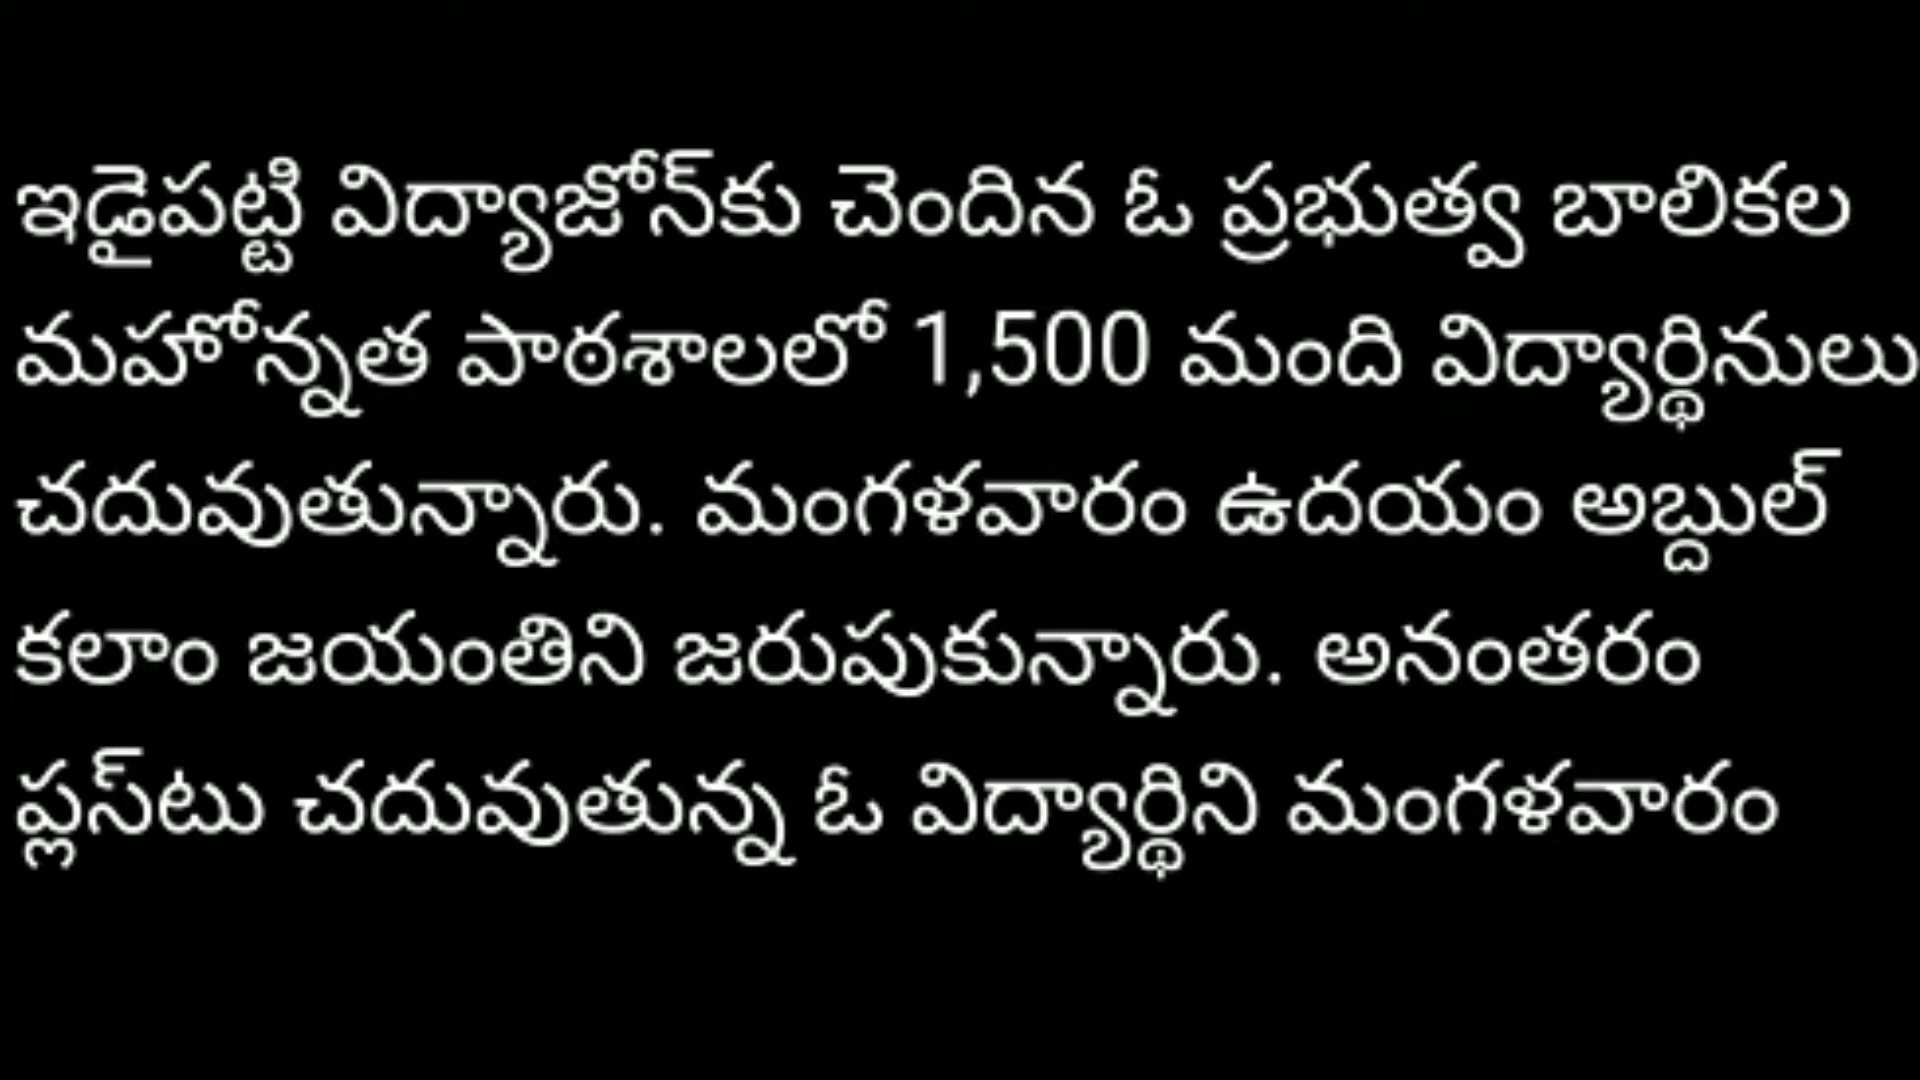 ఇడైపట్టి విద్యాజోన్‌కు చెందిన ఓ ప్రభుత్వ బాలికల
మహోన్నత పాఠశాలలో 1,500 మంది విద్యార్థినులు
చదువుతున్నారు. మంగళవారం ఉదయం అబ్దుల్
కలాం జయంతిని జరుపుకున్నారు. అనంతరం
ప్లస్‌టు చదువుతున్న ఓ విద్యార్థిని మంగళవారం